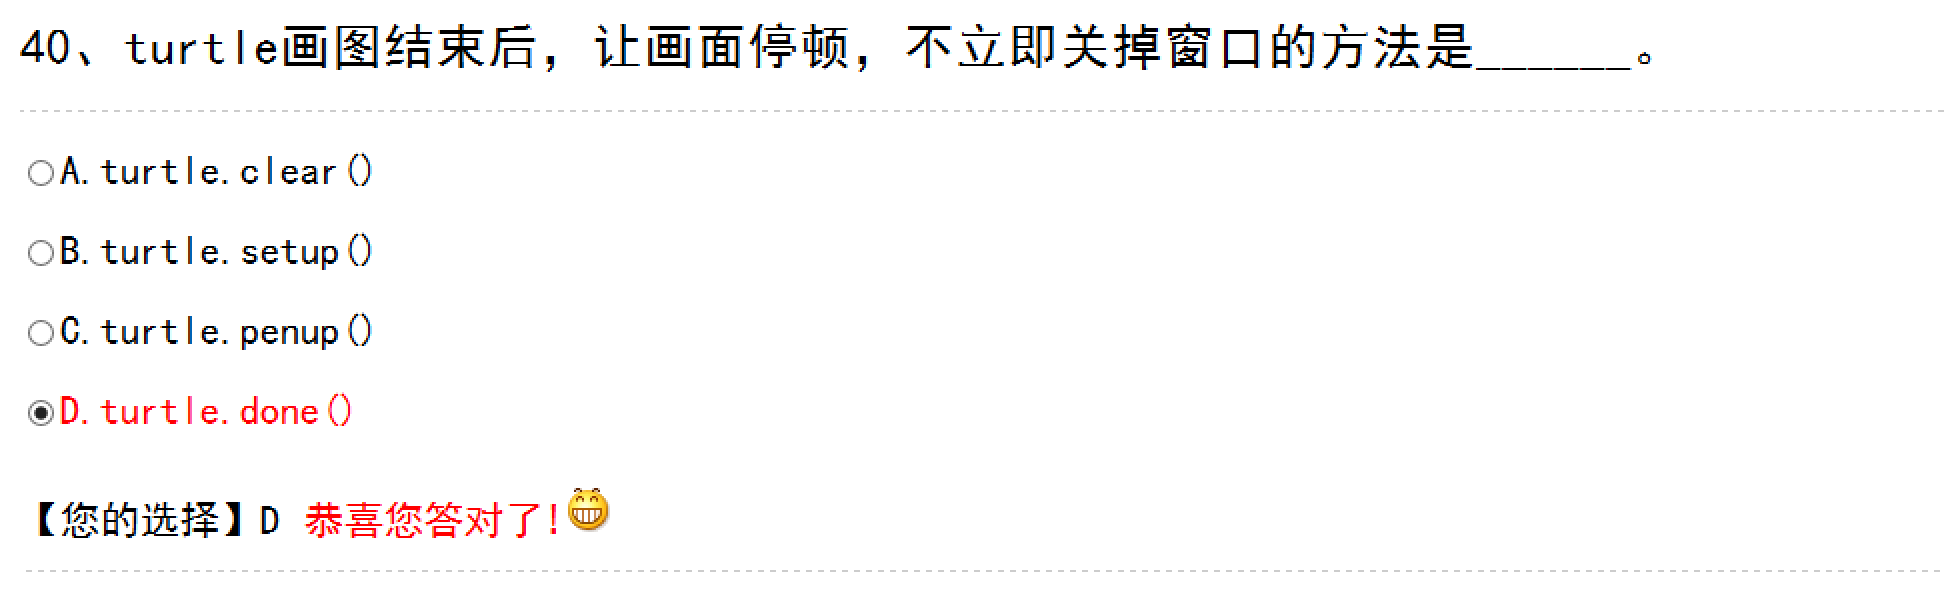 40、turtle画图结束后，让画面停顿，不立即关掉窗口的方法是______。
A.turtle.clear()
B.turtle.setup()
C.turtle.penup()
D.turtle.done()
【您的选择】D 恭喜您答对了!